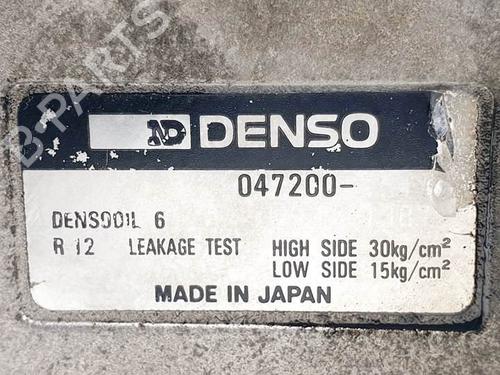 B-PARTS
ND DENSO
047200-
DENSOOIL 6
R 12 LEAKAGE TEST HIGH SIDE 30kg/cm²
LOW SIDE 15kg/cm²
MADE IN JAPAN